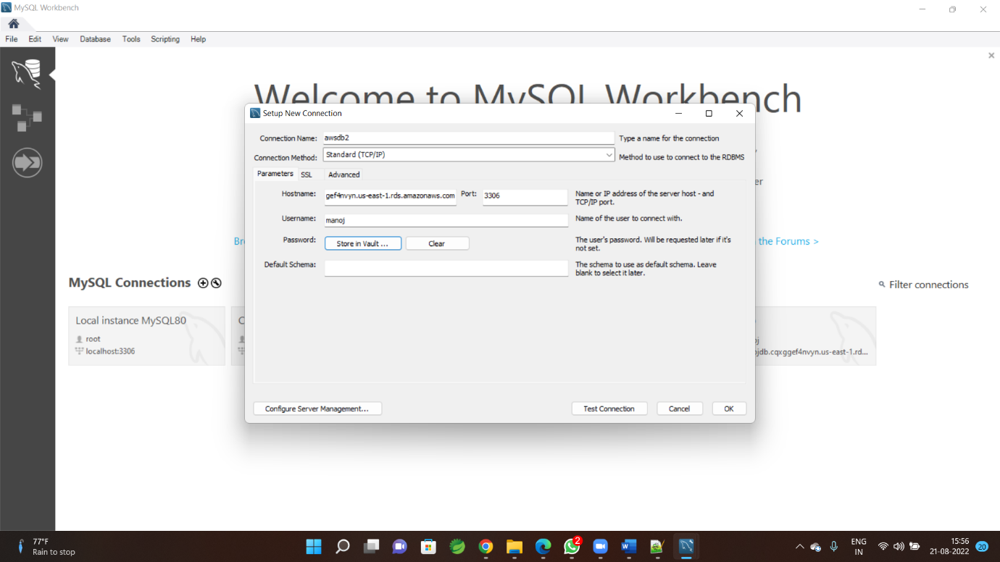 MySQL Workbench
File Edit View Database Tools Scripting Help
Welcome to MySQL Workbench
Setup New Connection
Connection Name: awsdb2 Type a name for the connection
Connection Method: Standard (TCP/IP) Method to use to connect to the RDBMS
Parameters SSL Advanced
Hostname: gef4nvyn.us-east-1.rds.amazonaws.com Port: 3306 Name or IP address of the server host - and
TCP/IP port.
Username: manoj Name of the user to connect with.
Password: Store in Vault ... Clear The user's password. Will be requested later if it's
not set.
Default Schema: The schema to use as default schema. Leave
blank to select it later.
Configure Server Management... Test Connection Cancel OK
er
Br
the Forums >
MySQL Connections
Filter connections
Local instance MySQL80
root
localhost:3306
C
oj
ojdb.cqxggef4nvyn.us-east-1.rd...
77°F
Rain to stop
2
W
ENG
IN
15:56
21-08-2022
20